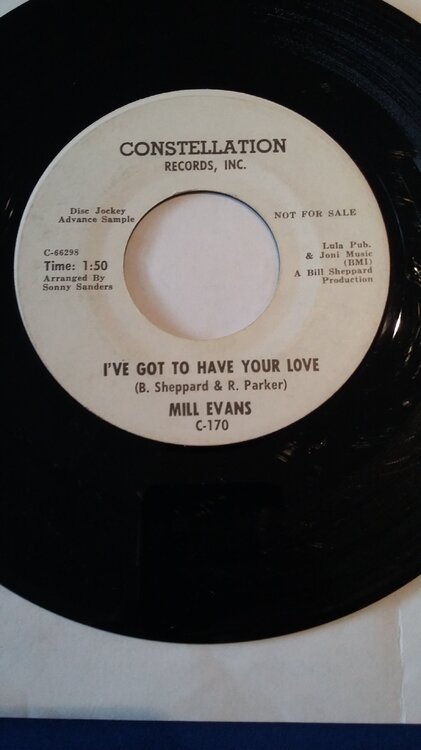 CONSTELLATION
RECORDS, INC.
Disc Jockey
Advance Sample
NOT FOR SALE
C-66298
Time: 1:50
Arranged By
Sonny Sanders
Lula Pub.
& Joni Music
(BMI)
A Bill Sheppard
Production
I'VE GOT TO HAVE YOUR LOVE
(B. Sheppard & R. Parker)
MILL EVANS
C-170